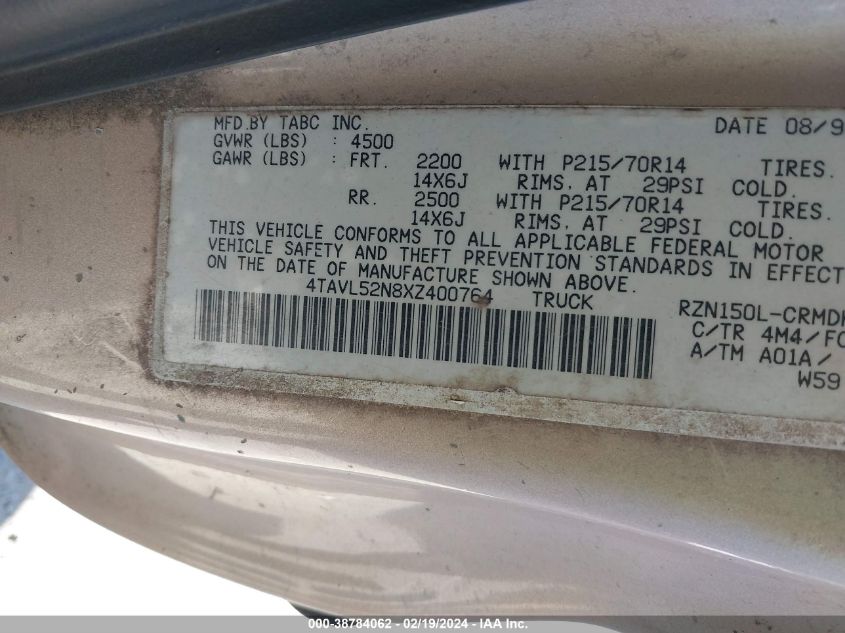 MFD.BY TABC INC. DATE 08/9
GVWR (LBS) : 4500
GAWR (LBS) : FRT. 2200 WITH P215/70R14 TIRES.
14X6J RIMS, AT 29PSI COLD.
RR. 2500 WITH P215/70R14 TIRES.
14X6J RIMS, AT 29PSI COLD.
THIS VEHICLE CONFORMS TO ALL APPLICABLE FEDERAL MOTOR
VEHICLE SAFETY AND THEFT PREVENTION STANDARDS IN EFFECT
ON THE DATE OF MANUFACTURE SHOWN ABOVE.
4TAVL52N8XZ400764 TRUCK RZN150L-CRMD
C/TR 4M4/FC
A/TM A01A/
W59
000-38784062 - 02/19/2024 - IAA Inc.